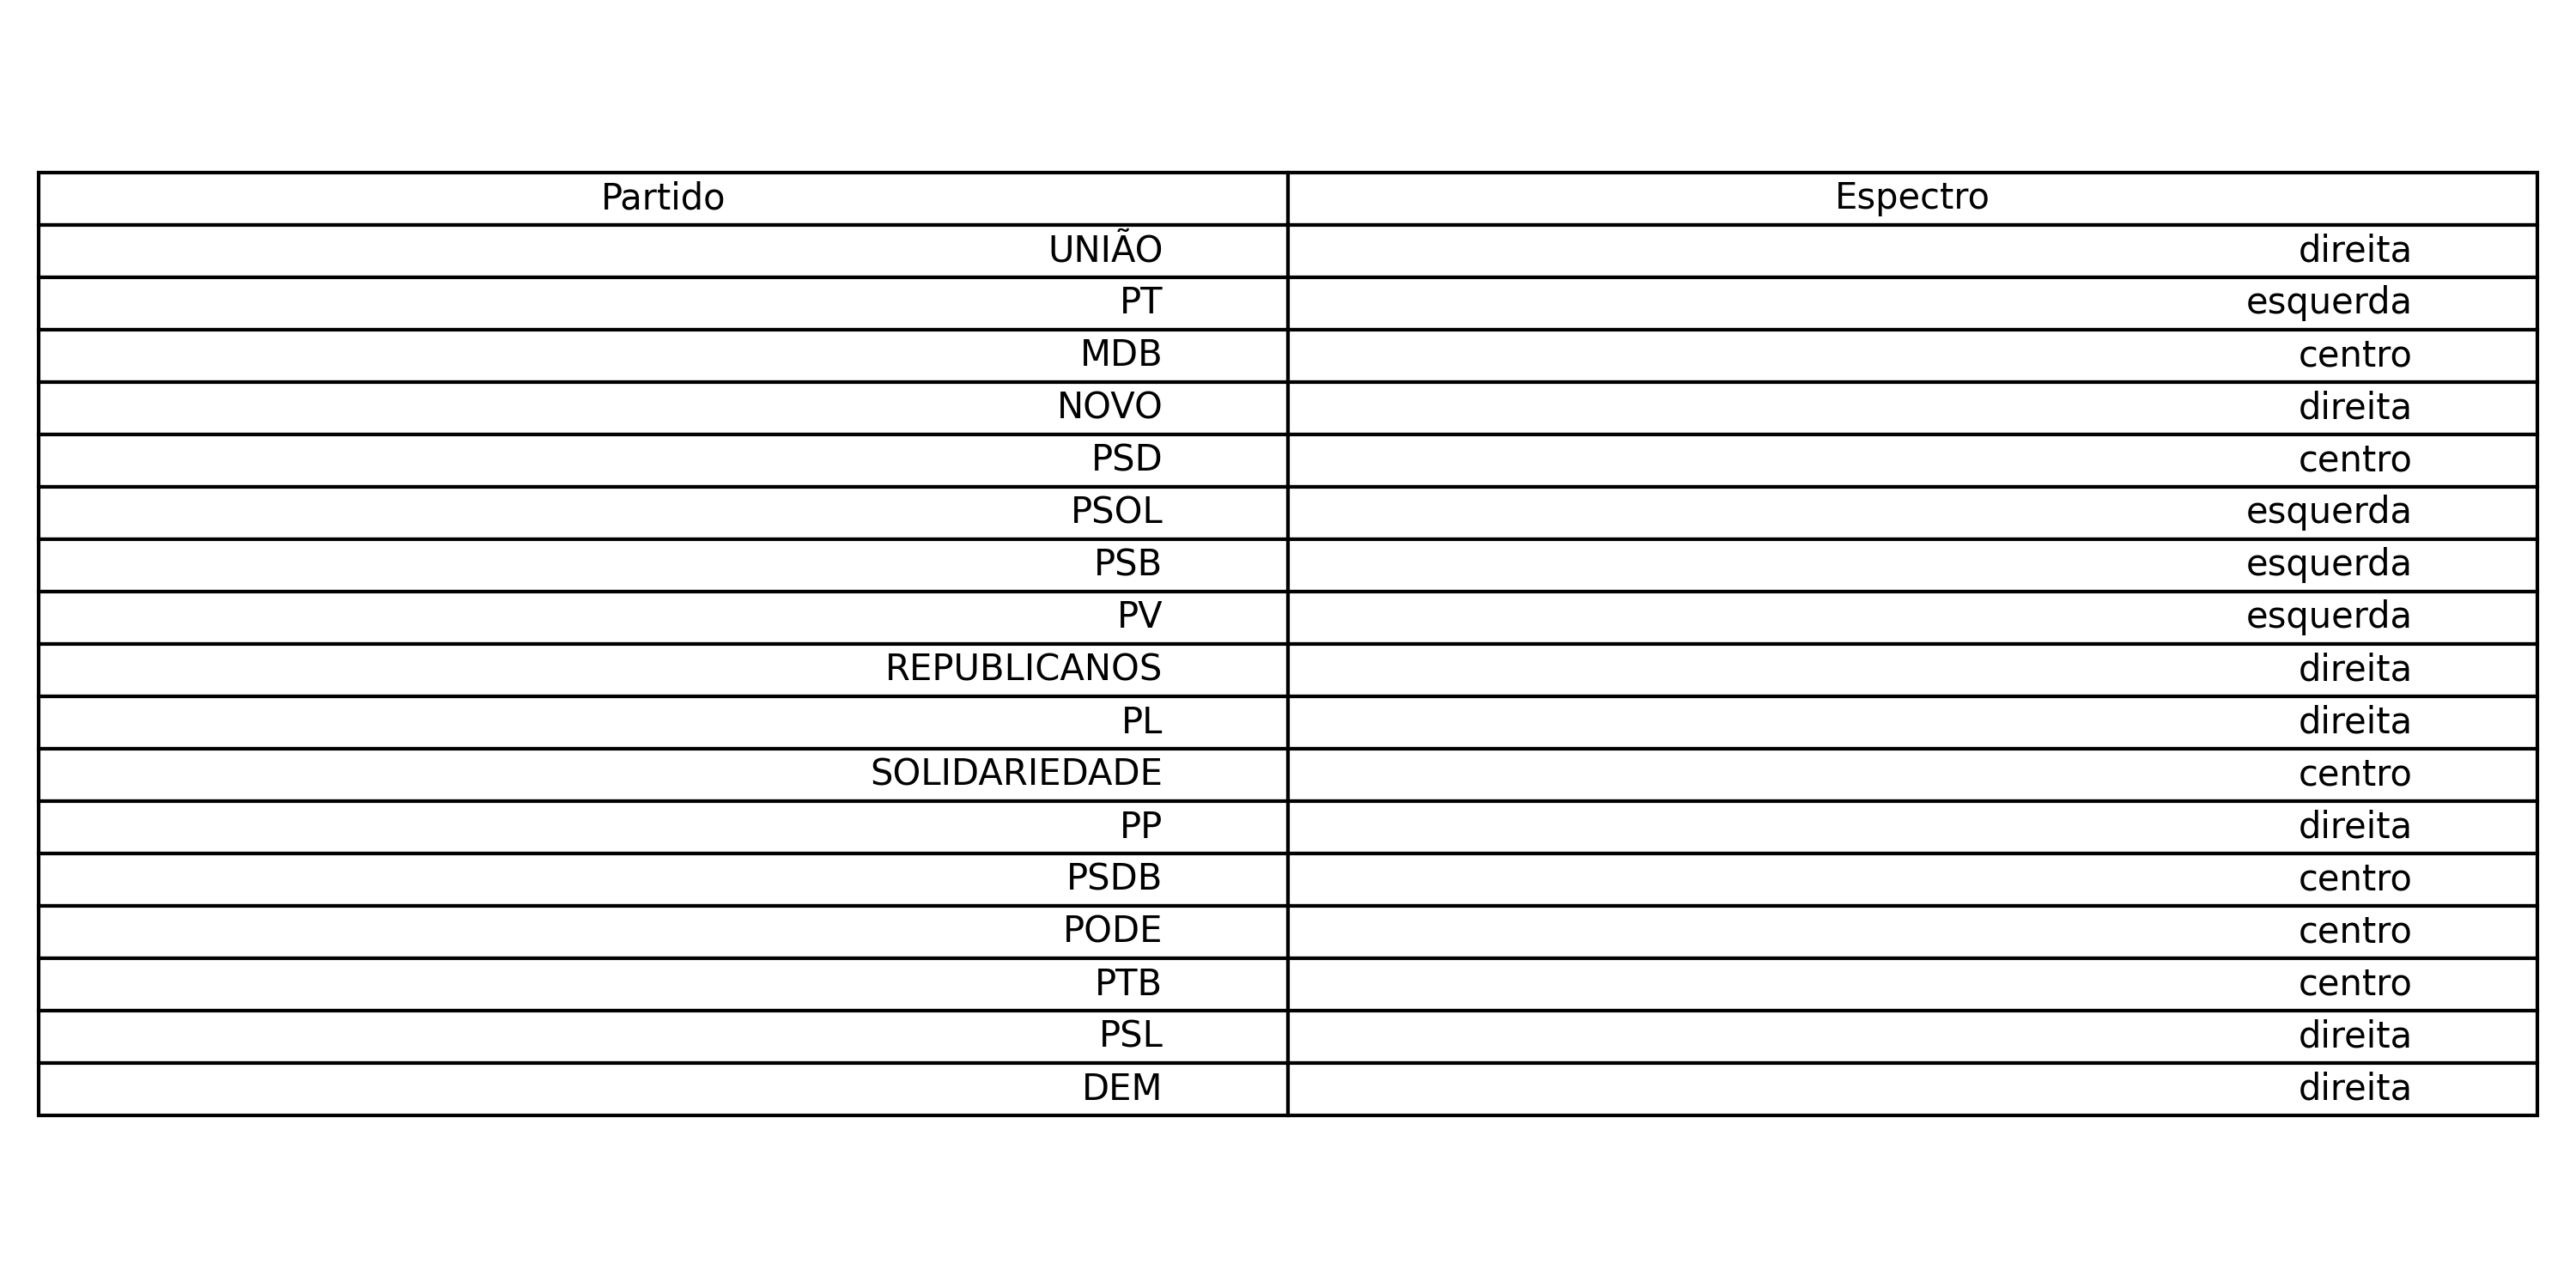 Partido Espectro
UNIÃO direita
PT esquerda
MDB centro
NOVO direita
PSD centro
PSOL esquerda
PSB esquerda
PV esquerda
REPUBLICANOS direita
PL direita
SOLIDARIEDADE centro
PP direita
PSDB centro
PODE centro
PTB centro
PSL direita
DEM direita